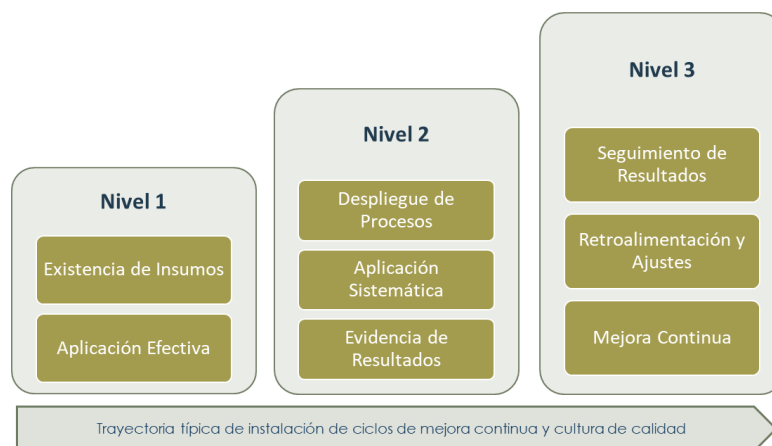 Nivel 1
Existencia de Insumos
Aplicación Efectiva
Nivel 2
Despliegue de
Procesos
Aplicación
Sistemática
Evidencia de
Resultados
Nivel 3
Seguimiento de
Resultados
Retroalimentación y
Ajustes
Mejora Continua
Trayectoria típica de instalación de ciclos de mejora continua y cultura de calidad